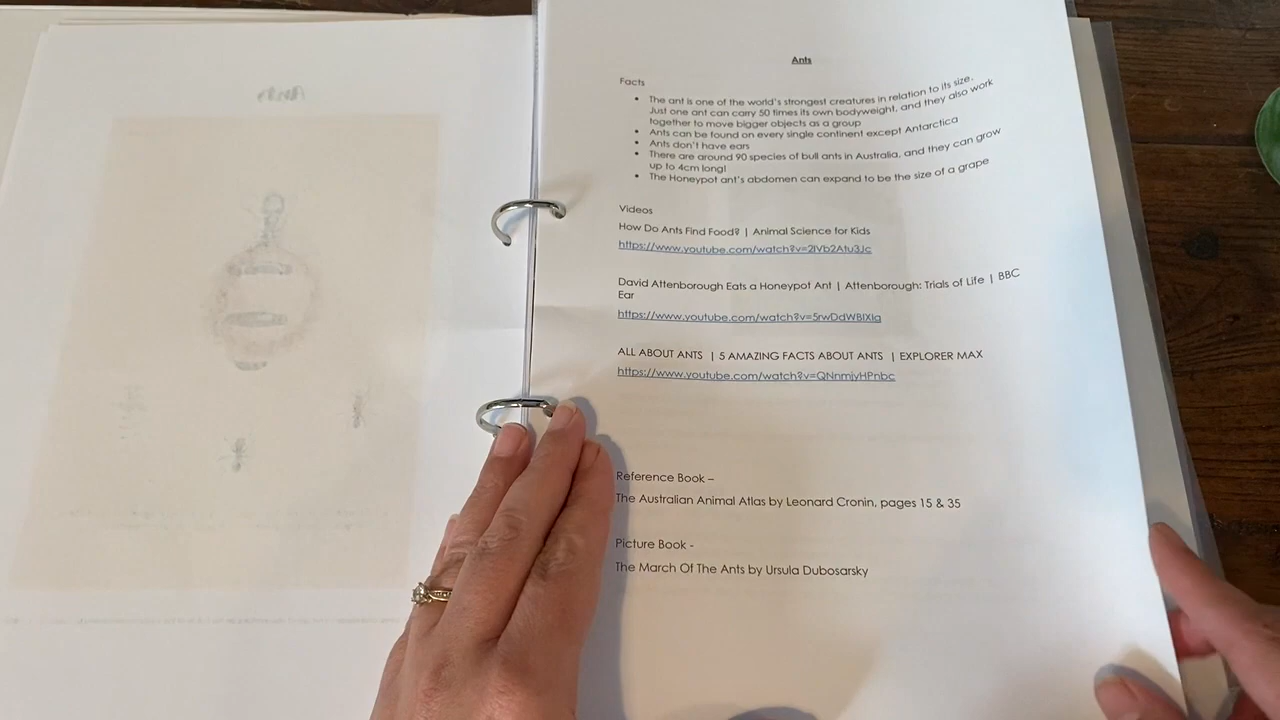 Ants
Facts
• The ant is one of the world's strongest creatures in relation to its size.
Just one ant can carry 50 times its own bodyweight, and they also work
together to move bigger objects as a group
• Ants can be found on every single continent except Antarctica
• Ants don't have ears
• There are around 90 species of bull ants in Australia, and they can grow
up to 4cm long!
• The Honeypot ant's abdomen can expand to be the size of a grape
Videos
How Do Ants Find Food? | Animal Science for Kids
https://www.youtube.com/watch?v=2IVb2Atu3Jc
David Attenborough Eats a Honeypot Ant | Attenborough: Trials of Life | BBC
Ear
https://www.youtube.com/watch?v=5rwDdWBIXIg
ALL ABOUT ANTS | 5 AMAZING FACTS ABOUT ANTS | EXPLORER MAX
https://www.youtube.com/watch?v=QNnmjyHPnbc
Reference Book –
The Australian Animal Atlas by Leonard Cronin, pages 15 & 35
Picture Book -
The March Of The Ants by Ursula Dubosarsky